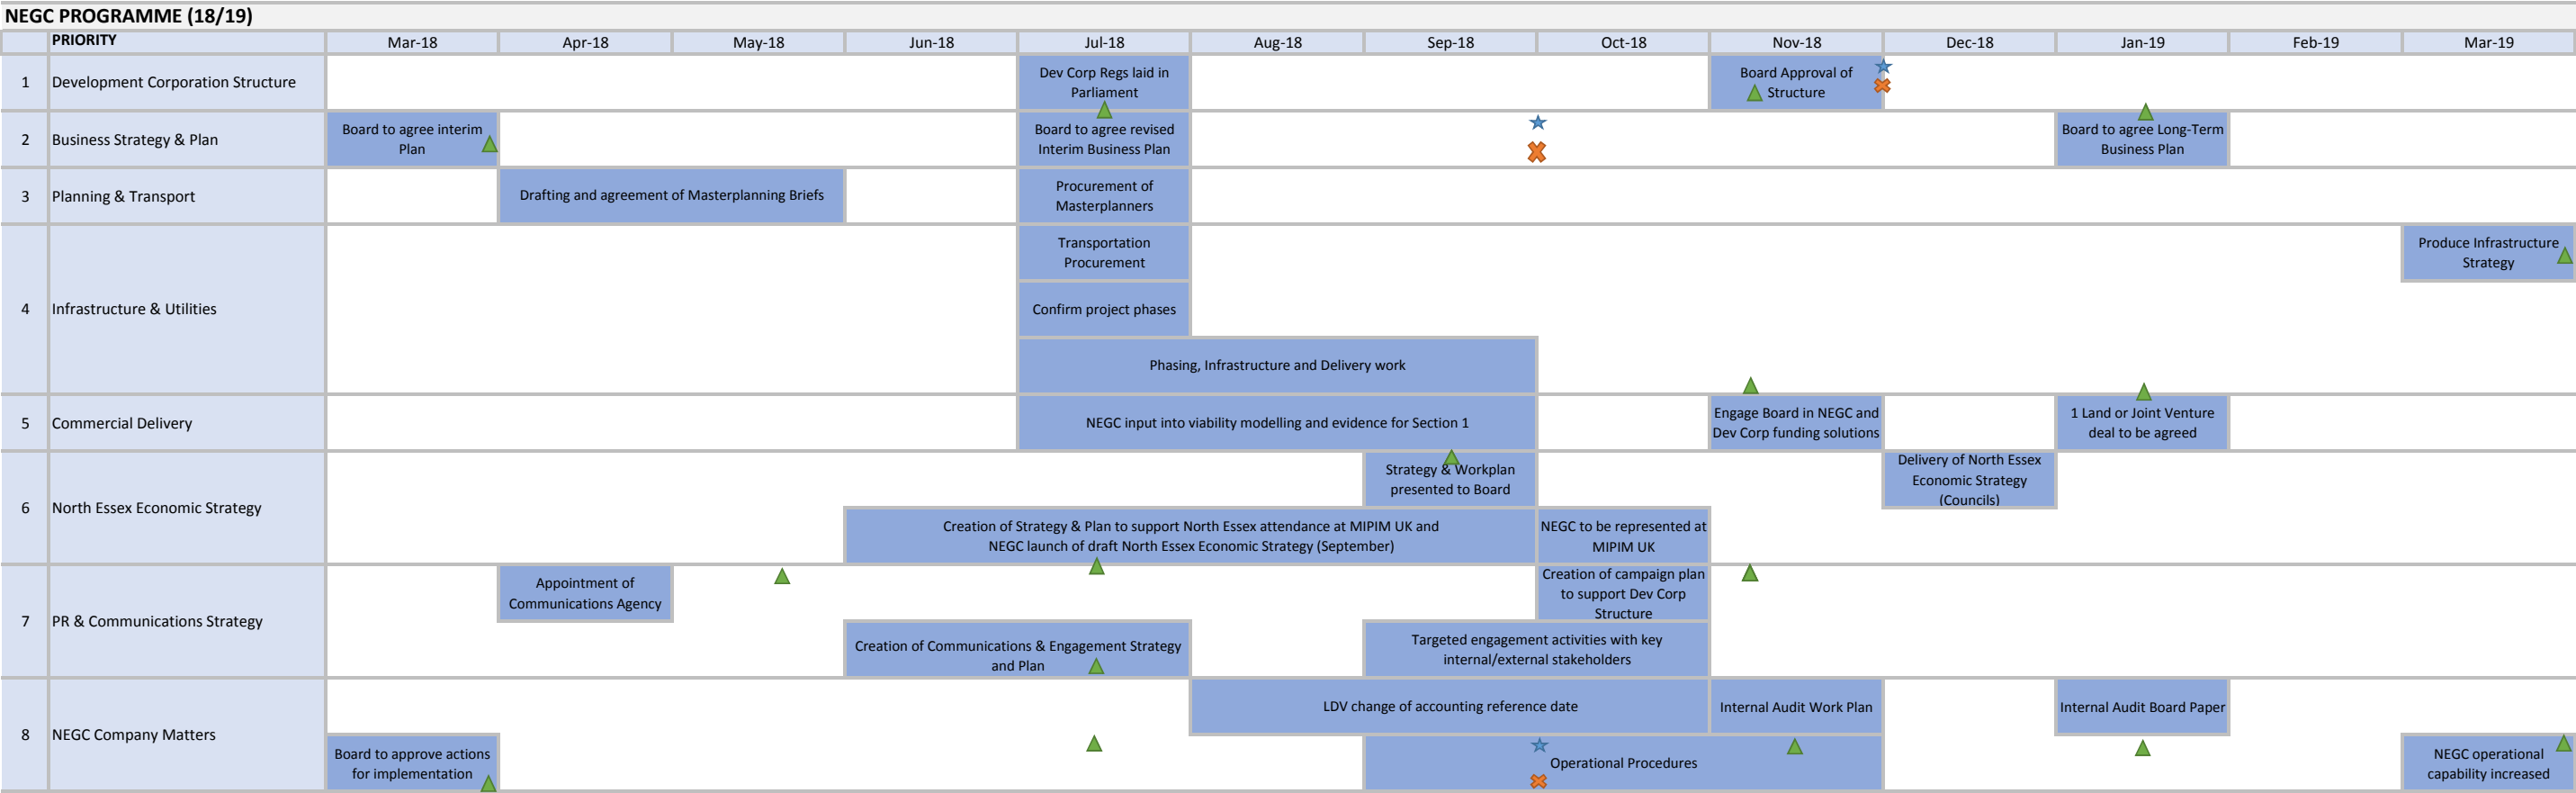 NEGC PROGRAMME (18/19)
PRIORITY Mar-18 Apr-18 May-18 Jun-18 Jul-18 Aug-18 Sep-18 Oct-18 Nov-18 Dec-18 Jan-19 Feb-19 Mar-19
1 Development Corporation Structure
Dev Corp Regs laid in
Parliament
Board Approval of
Structure
2 Business Strategy & Plan
Board to agree interim
Plan
Board to agree revised
Interim Business Plan
Board to agree Long-Term
Business Plan
3 Planning & Transport
Drafting and agreement of Masterplanning Briefs
Procurement of
Masterplanners
4 Infrastructure & Utilities
Transportation
Procurement
Produce Infrastructure
Strategy
Confirm project phases
Phasing, Infrastructure and Delivery work
5 Commercial Delivery
NEGC input into viability modelling and evidence for Section 1
Engage Board in NEGC and
Dev Corp funding solutions
1 Land or Joint Venture
deal to be agreed
6 North Essex Economic Strategy
Strategy & Workplan
presented to Board
Delivery of North Essex
Economic Strategy
(Councils)
Creation of Strategy & Plan to support North Essex attendance at MIPIM UK and
NEGC launch of draft North Essex Economic Strategy (September)
NEGC to be represented at
MIPIM UK
7 PR & Communications Strategy
Appointment of
Communications Agency
Creation of campaign plan
to support Dev Corp
Structure
Creation of Communications & Engagement Strategy
and Plan
Targeted engagement activities with key
internal/external stakeholders
8 NEGC Company Matters
LDV change of accounting reference date
Internal Audit Work Plan
Internal Audit Board Paper
Board to approve actions
for implementation
Operational Procedures
NEGC operational
capability increased